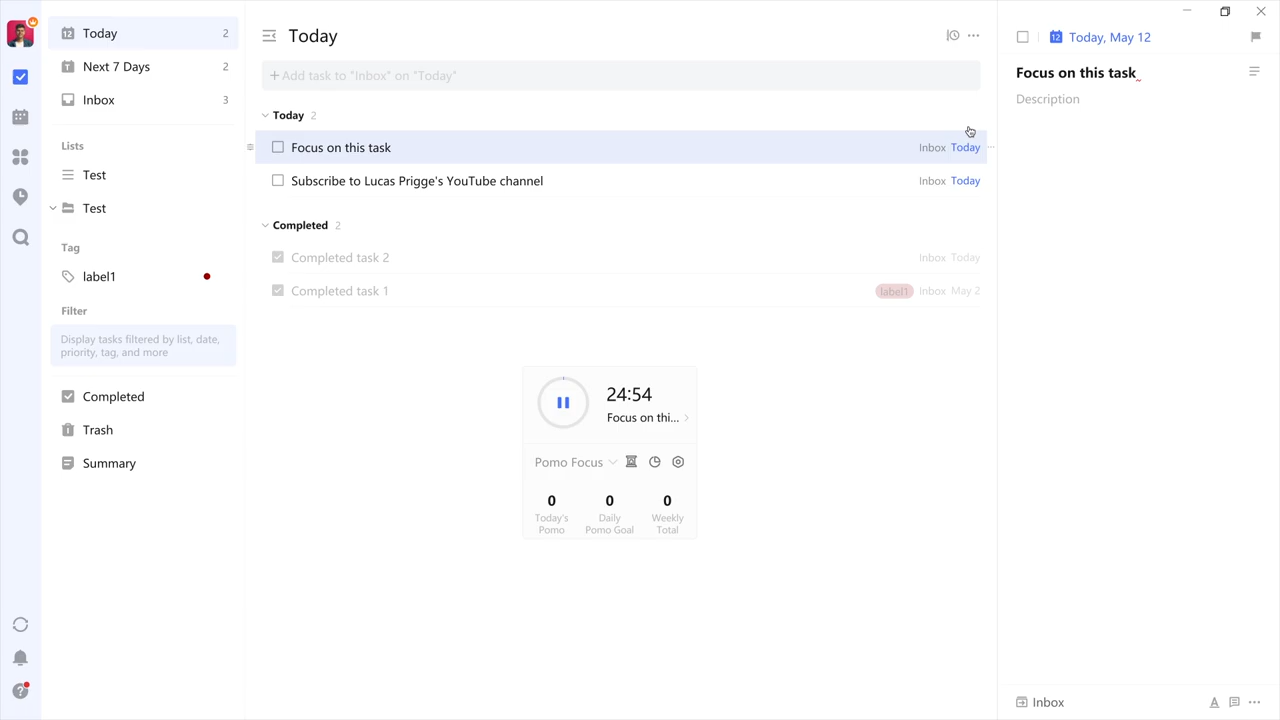 Today 2
Next 7 Days 2
Inbox 3
Lists
Test
Test
Tag
label1
Filter
Display tasks filtered by list, date,
priority, tag, and more
Completed
Trash
Summary
Today
+ Add task to "Inbox" on "Today"
Today 2
Focus on this task Inbox Today
Subscribe to Lucas Prigge's YouTube channel Inbox Today
Completed 2
Completed task 2 Inbox Today
Completed task 1 label1 Inbox May 2
24:54
Focus on thi...
Pomo Focus
0 0 0
Today's Daily Weekly
Pomo Pomo Goal Total
12 Today, May 12
Focus on this task
Description
Inbox